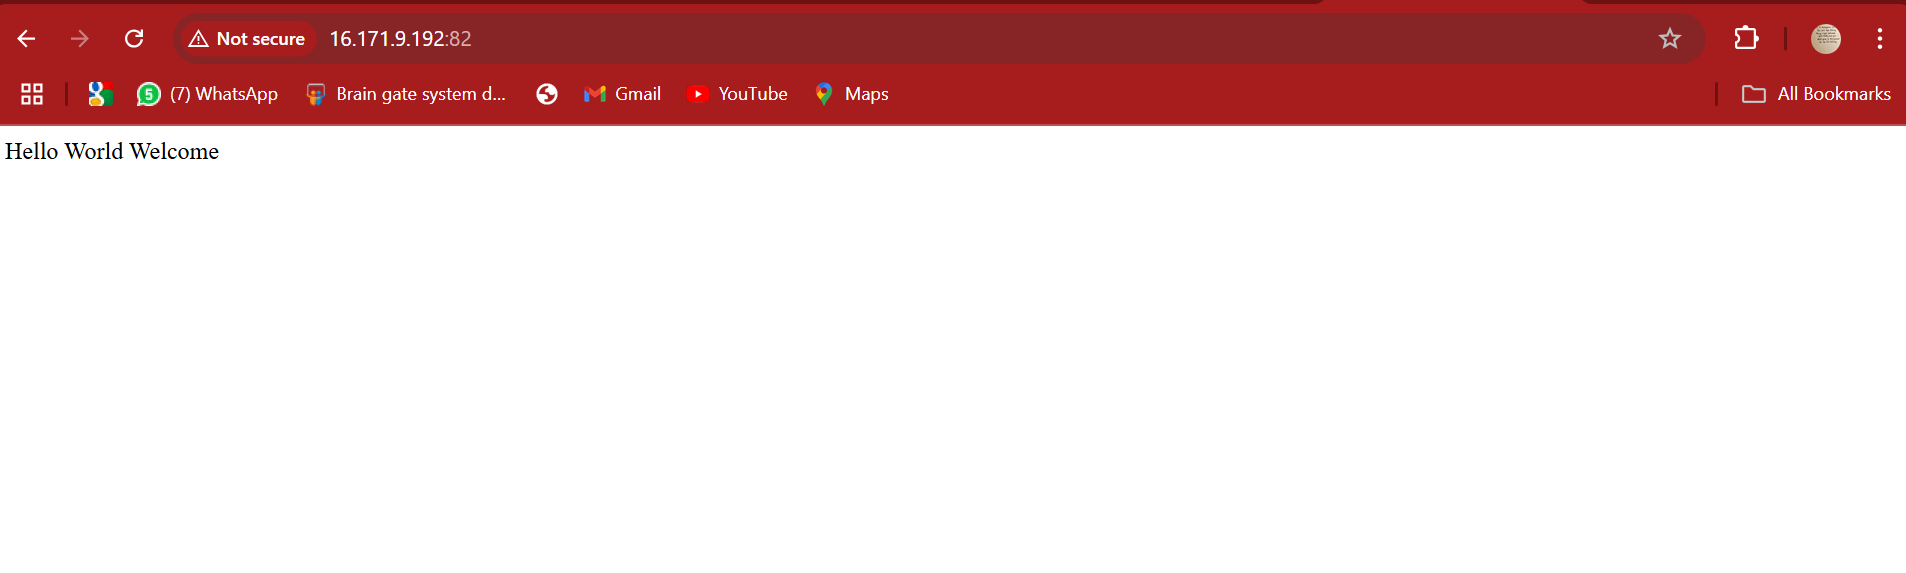 Not secure 16.171.9.192:82
(7) WhatsApp Brain gate system d... Gmail YouTube Maps All Bookmarks
Hello World Welcome